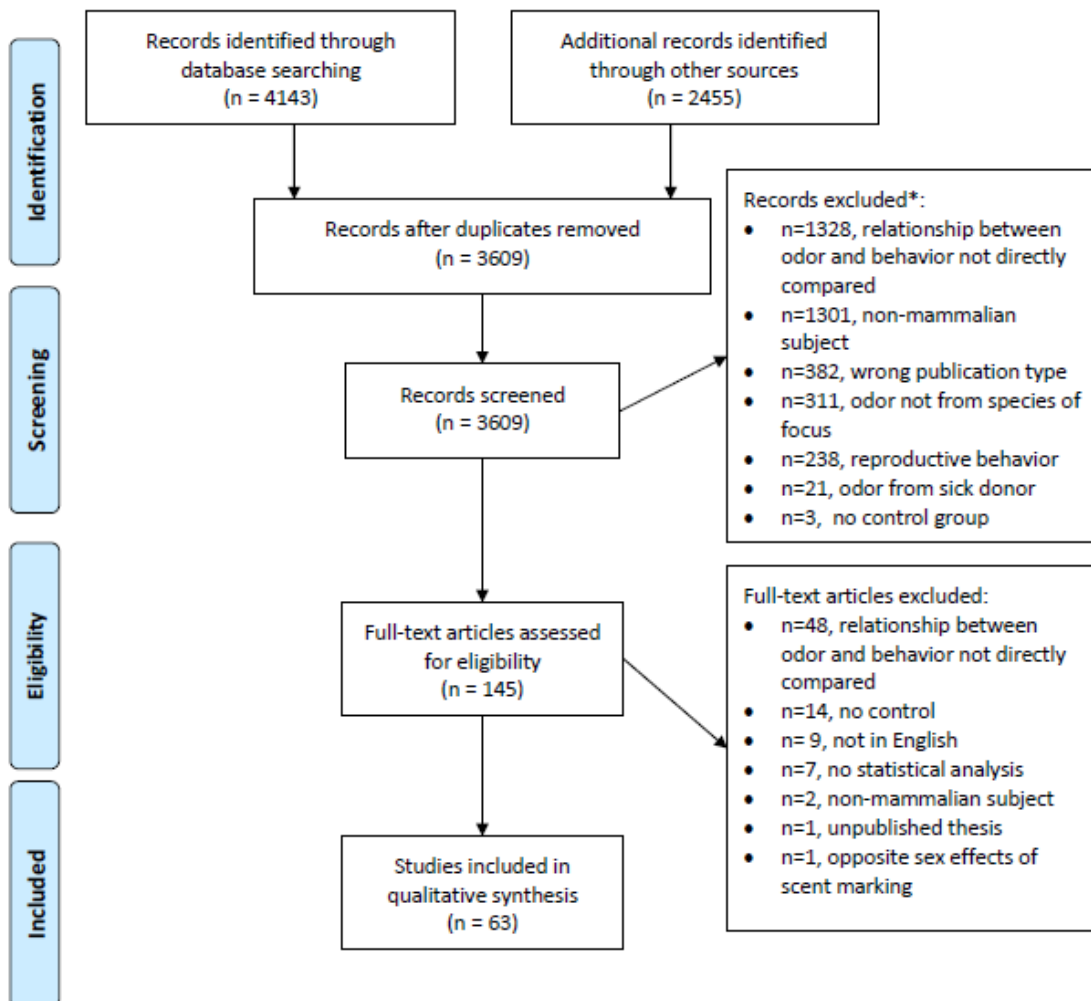 Identification
Records identified through
database searching
(n = 4143)
Additional records identified
through other sources
(n = 2455)
Records after duplicates removed
(n = 3609)
Screening
Records screened
(n = 3609)
Records excluded*:
• n=1328, relationship between
odor and behavior not directly
compared
• n=1301, non-mammalian
subject
• n=382, wrong publication type
• n=311, odor not from species of
focus
• n=238, reproductive behavior
• n=21, odor from sick donor
• n=3,  no control group
Eligibility
Full-text articles assessed
for eligibility
(n = 145)
Full-text articles excluded:
• n=48, relationship between
odor and behavior not directly
compared
• n=14, no control
• n= 9, not in English
• n=7, no statistical analysis
• n=2, non-mammalian subject
• n=1, unpublished thesis
• n=1, opposite sex effects of
scent marking
Included
Studies included in
qualitative synthesis
(n = 63)